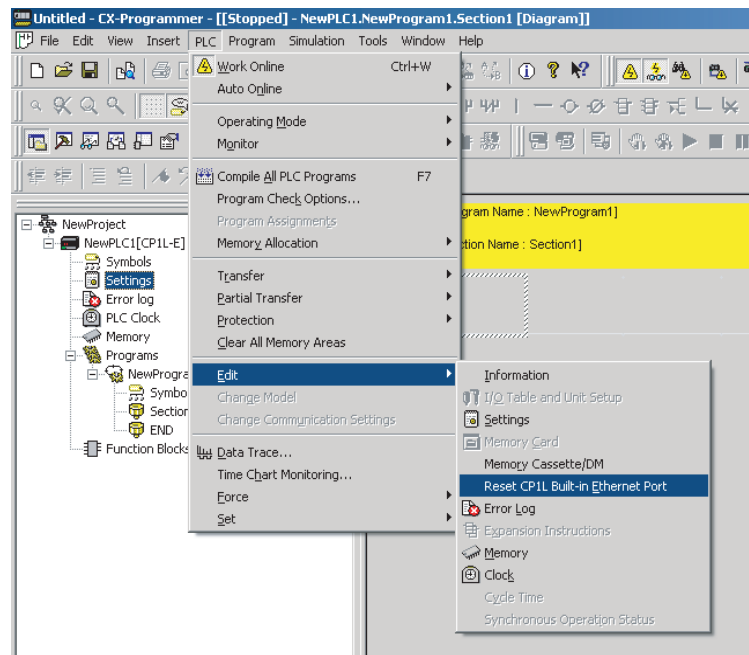 Untitled - CX-Programmer - [[Stopped] - NewPLC1.NewProgram1.Section1 [Diagram]]
File Edit View Insert PLC Program Simulation Tools Window Help
Work Online Ctrl+W
Auto Online
Operating Mode
Monitor
Compile All PLC Programs F7
Program Check Options...
Program Assignments
Memory Allocation
Transfer
Partial Transfer
Protection
Clear All Memory Areas
Edit
Change Model
Change Communication Settings
Data Trace...
Time Chart Monitoring...
Force
Set
NewProject
NewPLC1[CP1L-E]
Symbols
Settings
Error log
PLC Clock
Memory
Programs
NewProgra
Symbo
Section
END
Function Blocks
gram Name : NewProgram1]
ction Name : Section1]
Information
I/O Table and Unit Setup
Settings
Memory Card
Memory Cassette/DM
Reset CP1L Built-in Ethernet Port
Error Log
Expansion Instructions
Memory
Clock
Cycle Time
Synchronous Operation Status